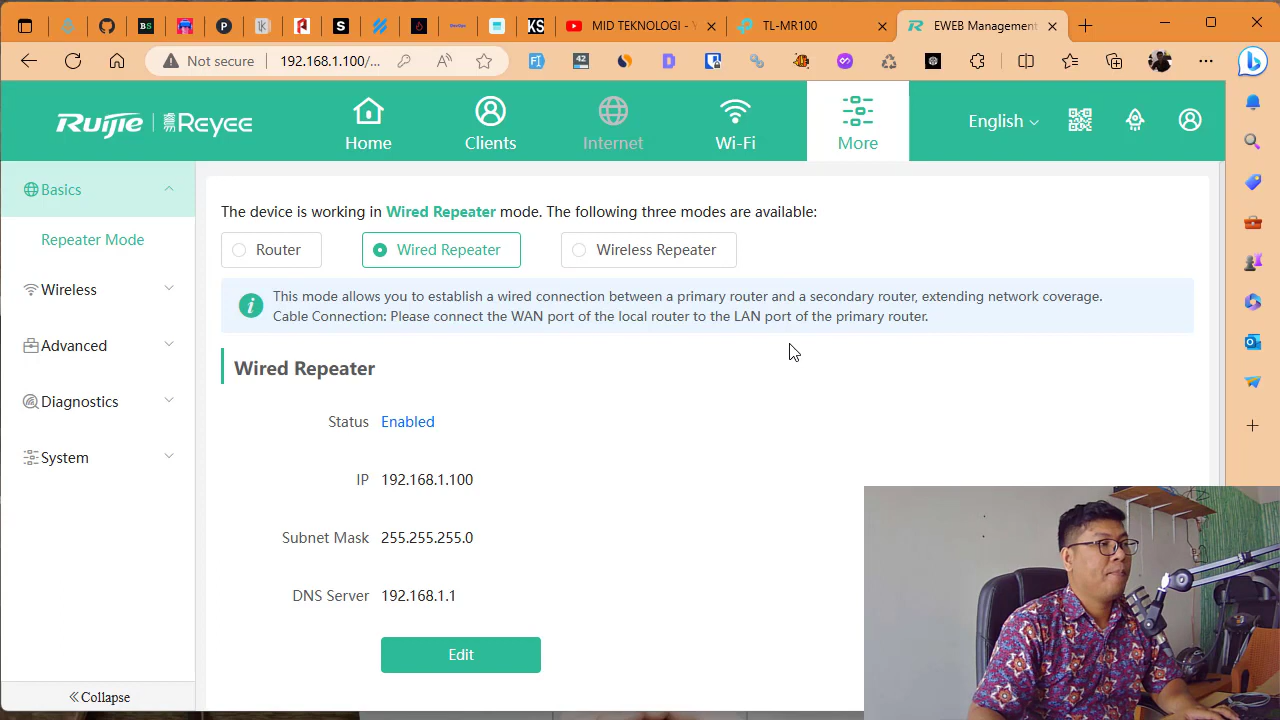 MID TEKNOLOGI - Y
TL-MR100
EWEB Management
Not secure
192.168.1.100/...
Ruijie
Reyee
Home
Clients
Internet
Wi-Fi
More
English
Basics
Repeater Mode
Wireless
Advanced
Diagnostics
System
Collapse
The device is working in Wired Repeater mode. The following three modes are available:
Router
Wired Repeater
Wireless Repeater
This mode allows you to establish a wired connection between a primary router and a secondary router, extending network coverage.
Cable Connection: Please connect the WAN port of the local router to the LAN port of the primary router.
Wired Repeater
Status Enabled
IP 192.168.1.100
Subnet Mask 255.255.255.0
DNS Server 192.168.1.1
Edit